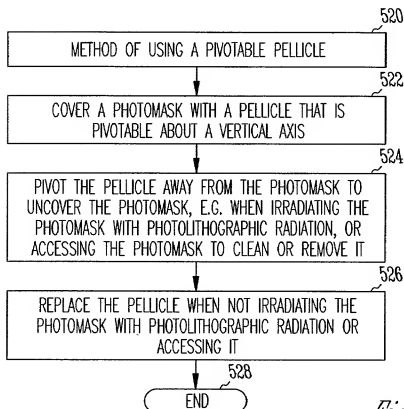 520
METHOD OF USING A PIVOTABLE PELLICLE
522
COVER A PHOTOMASK WITH A PELLICLE THAT IS
PIVOTABLE ABOUT A VERTICAL AXIS
524
PIVOT THE PELLICLE AWAY FROM THE PHOTOMASK TO
UNCOVER THE PHOTOMASK, E.G. WHEN IRRADIATING THE
PHOTOMASK WITH PHOTOLITHOGRAPHIC RADIATION, OR
ACCESSING THE PHOTOMASK TO CLEAN OR REMOVE IT
526
REPLACE THE PELLICLE WHEN NOT IRRADIATING THE
PHOTOMASK WITH PHOTOLITHOGRAPHIC RADIATION OR
ACCESSING IT
528
END